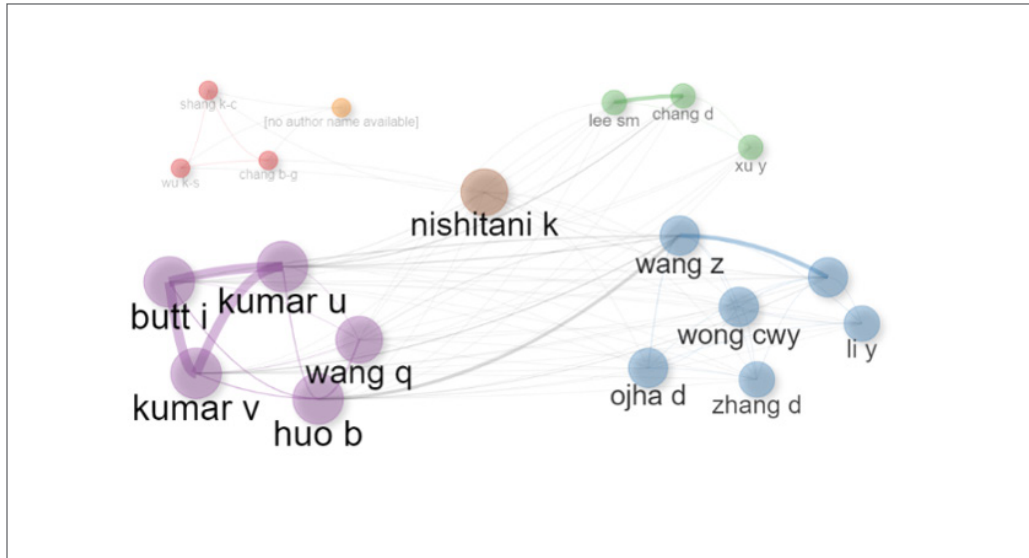 shang k-c
[no author name available]
lee sm
chang d
xu y
wu k-s
chang b-g
nishitani k
wang z
butt i
kumar u
wong cwy
li y
wang q
ojha d
zhang d
kumar v
huo b